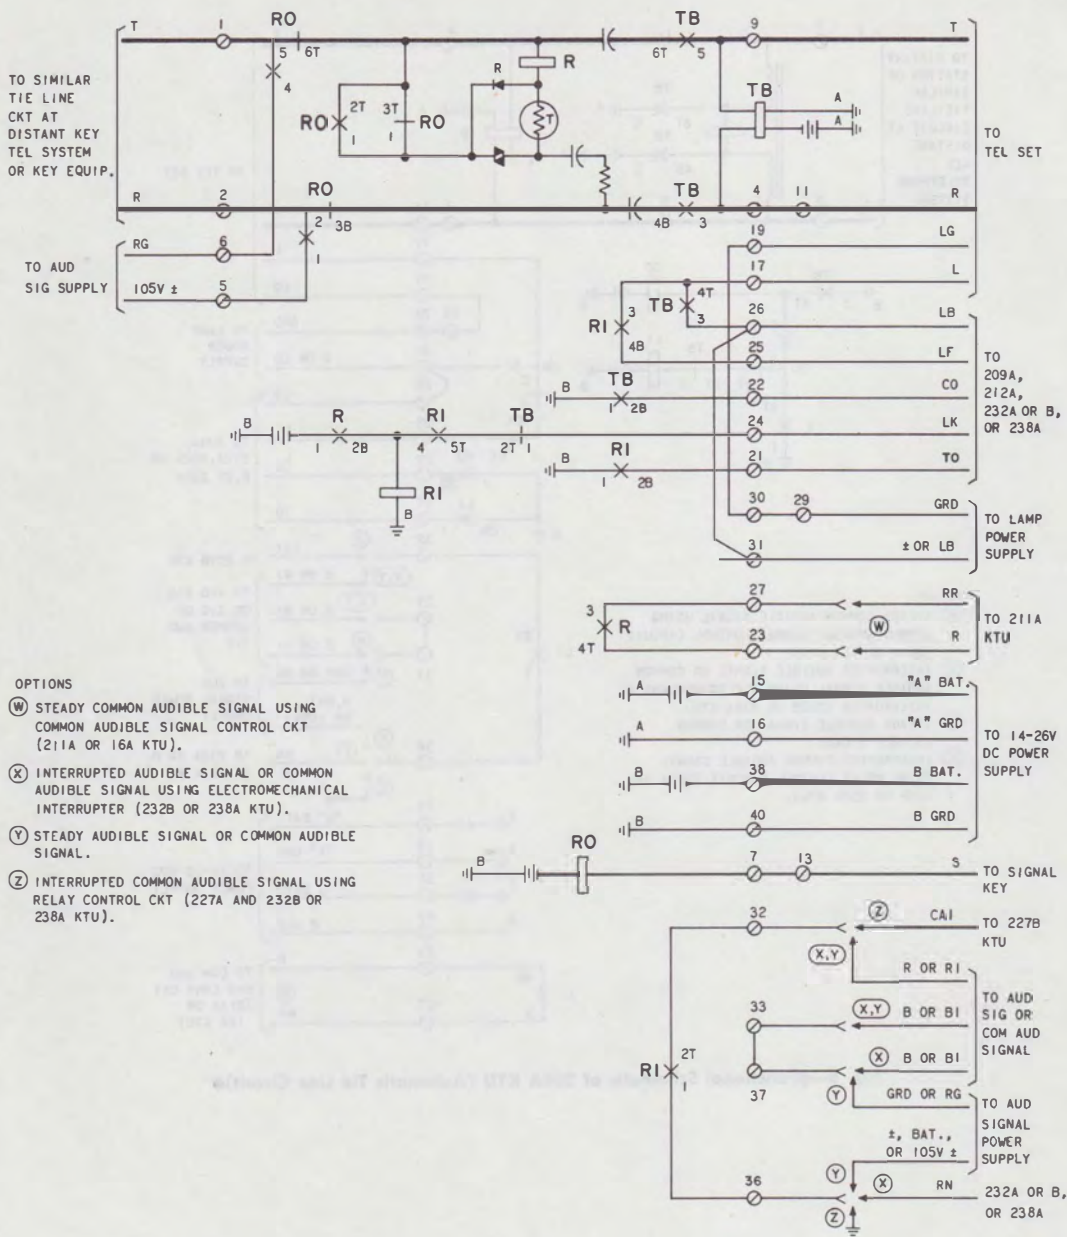 T
1
RO
6T
5
4
R
6T
TB
5
9
T
TO SIMILAR
TIE LINE
CKT AT
DISTANT KEY
TEL SYSTEM
OR KEY EQUIP.
2T
RO
1
3T
RO
1
R
T
TB
A
A
TO
TEL SET
R
2
RO
2
3B
1
TB
4B
3
4
11
R
TO AUD
SIG SUPPLY
RG
6
105V ±
5
19
LG
17
L
4T
TB
3
26
LB
3
RI
4B
25
LF
B
TB
1
2B
22
CO
TO
209A,
212A,
232A OR B,
OR 238A
B
R
1
2B
RI
4
5T
TB
2T
1
24
LK
RI
B
B
RI
1
2B
21
TO
30
29
GRD
31
± OR LB
TO LAMP
POWER
SUPPLY
3
R
4T
27
RR
W
23
R
TO 211A
KTU
OPTIONS
W STEADY COMMON AUDIBLE SIGNAL USING
COMMON AUDIBLE SIGNAL CONTROL CKT
(211A OR 16A KTU).
X INTERRUPTED AUDIBLE SIGNAL OR COMMON
AUDIBLE SIGNAL USING ELECTROMECHANICAL
INTERRUPTER (232B OR 238A KTU).
Y STEADY AUDIBLE SIGNAL OR COMMON AUDIBLE
SIGNAL.
Z INTERRUPTED COMMON AUDIBLE SIGNAL USING
RELAY CONTROL CKT (227A AND 232B OR
238A KTU).
A
15
"A" BAT.
A
16
"A" GRD
B
38
B BAT.
B
40
B GRD
TO 14-26V
DC POWER
SUPPLY
B
RO
7
13
S
TO SIGNAL
KEY
32
Z
CAI
TO 227B
KTU
X,Y
R OR RI
33
X,Y
B OR BI
37
X
B OR BI
TO AUD
SIG OR
COM AUD
SIGNAL
RI
2T
1
Y
GRD OR RG
±, BAT.,
OR 105V ±
TO AUD
SIGNAL
POWER
SUPPLY
36
Y
X
RN
Z
232A OR B,
OR 238A